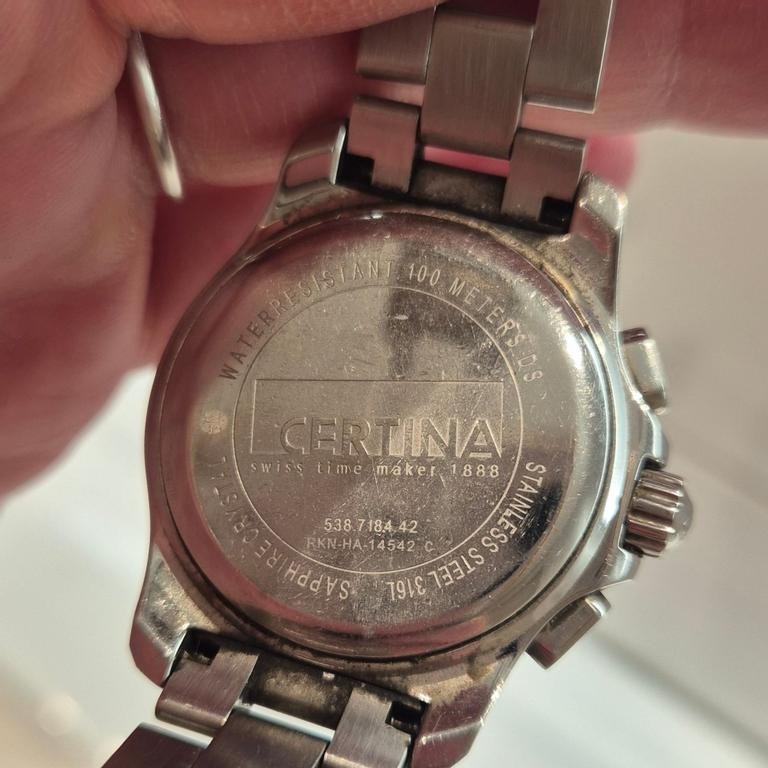 WATERRESISTANT 100 METERS/DS
CERTINA
swiss time maker 1888
538.7184.42
RKN-HA-14542 C
STAINLESS STEEL 316L
SAPPHIRE CRYSTAL